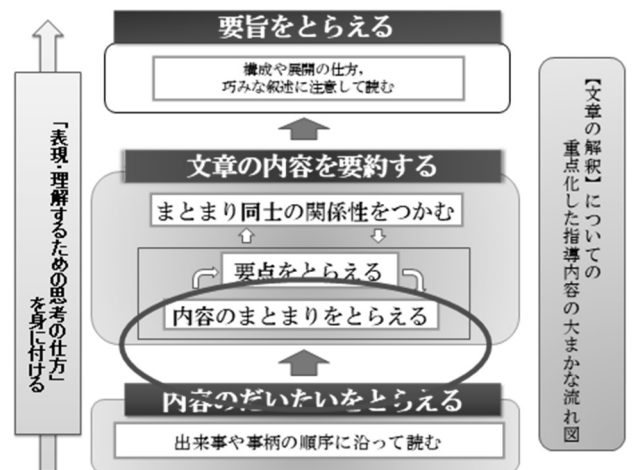 要旨をとらえる
構成や展開の仕方，
巧みな叙述に注意して読む
文章の内容を要約する
まとまり同士の関係性をつかむ
要点をとらえる
内容のまとまりをとらえる
内容のだいたいをとらえる
出来事や事柄の順序に沿って読む
「表現・理解するための思考の仕方」
を身に付ける
【文章の解釈】についての
重点化した指導内容の大まかな流れ図